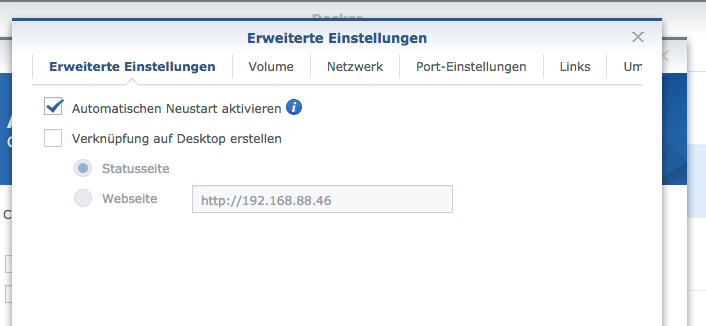 Docker
Erweiterte Einstellungen
Erweiterte Einstellungen Volume Netzwerk Port-Einstellungen Links Um
Automatischen Neustart aktivieren
Verknüpfung auf Desktop erstellen
Statusseite
Webseite http://192.168.88.46